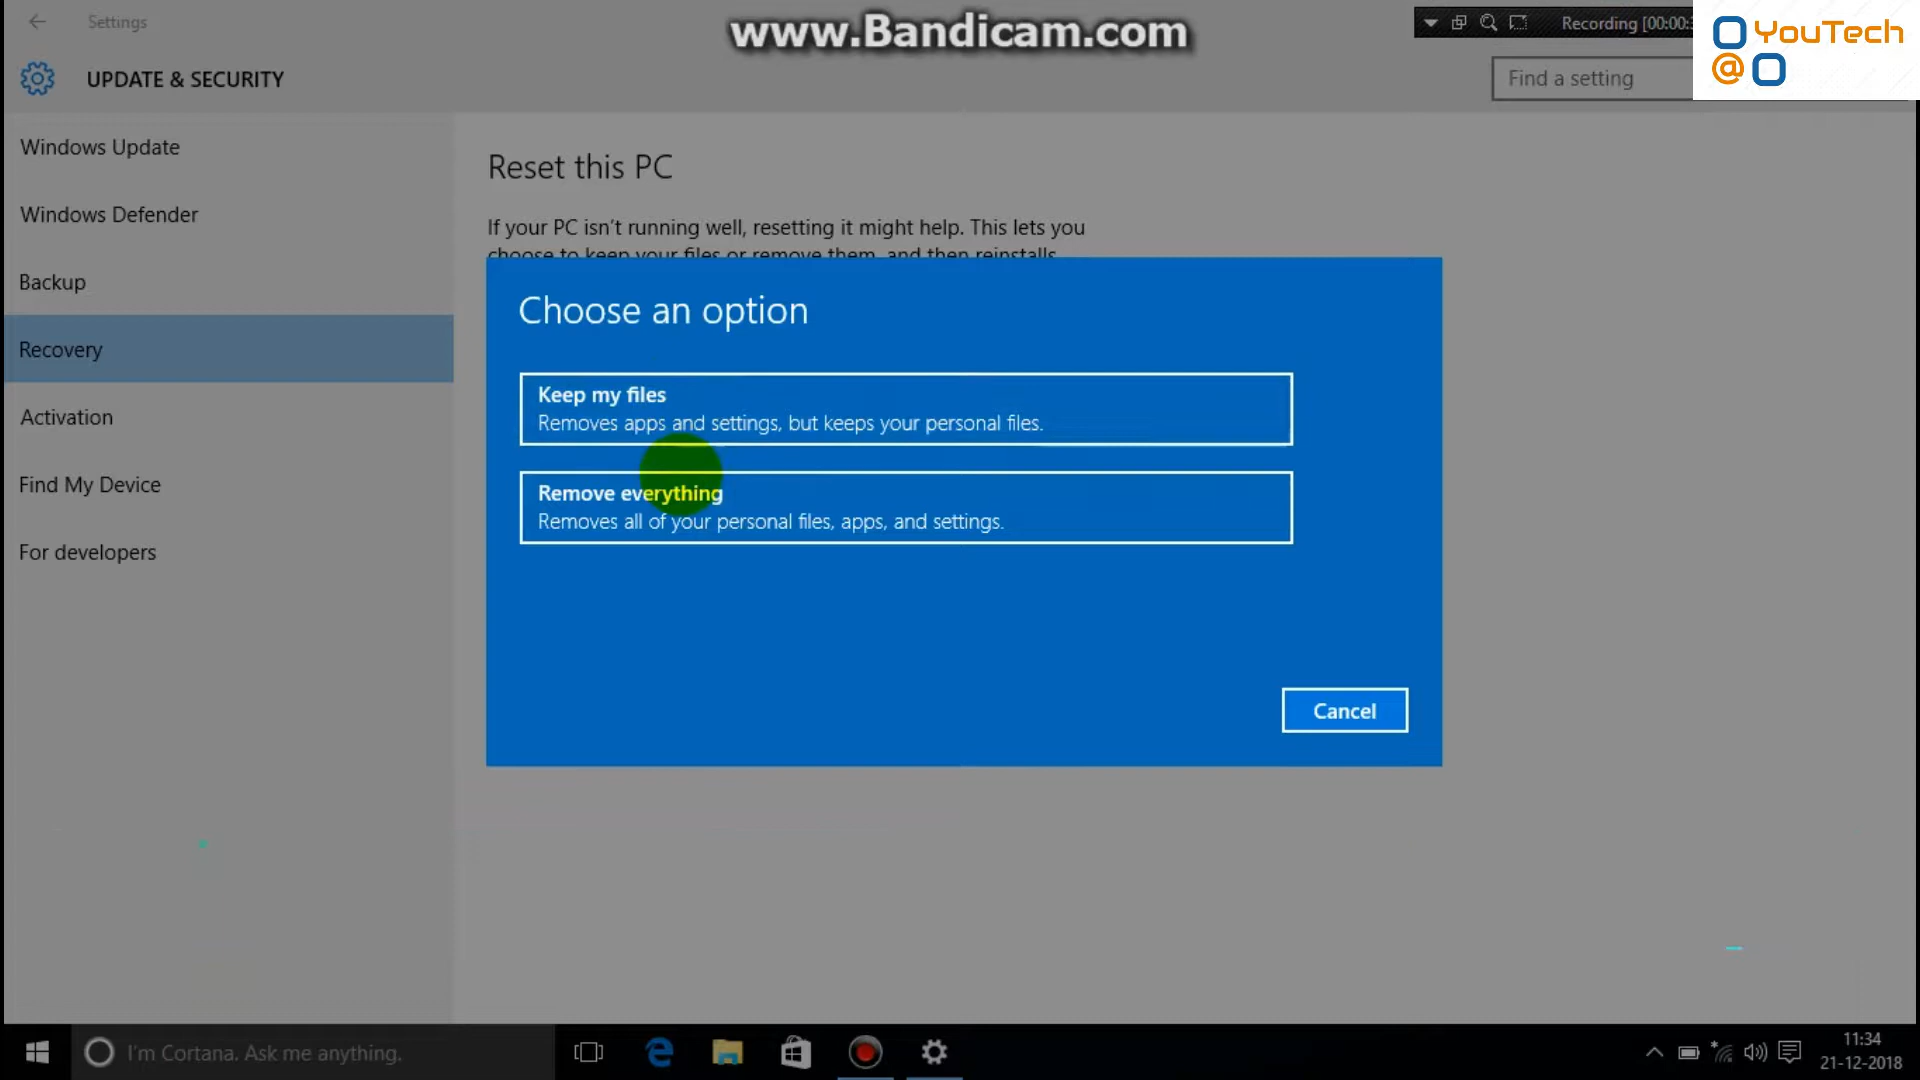 Settings
www.Bandicam.com
Recording [00:00:
YouTech
@
UPDATE & SECURITY
Find a setting
Windows Update
Windows Defender
Backup
Recovery
Activation
Find My Device
For developers
Reset this PC
If your PC isn't running well, resetting it might help. This lets you
choose to keep your files or remove them, and then reinstalls
Choose an option
Keep my files
Removes apps and settings, but keeps your personal files.
Remove everything
Removes all of your personal files, apps, and settings.
Cancel
I'm Cortana. Ask me anything.
11:34
21-12-2018